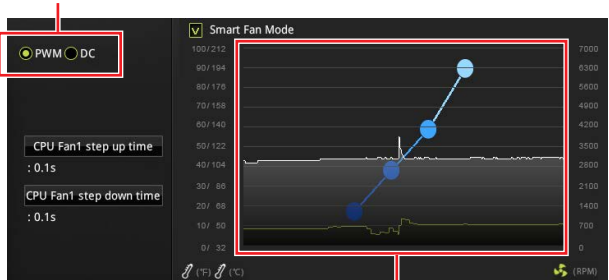 V Smart Fan Mode
PWM DC
100/212 7000
90/194 6300
80/176 5600
70/158 4900
60/140 4200
50/122 3500
40/104 2800
30/ 86 2100
20/ 68 1400
10/ 50 700
0/ 32 0
CPU Fan1 step up time
: 0.1s
CPU Fan1 step down time
: 0.1s
(°F) (°C) (RPM)